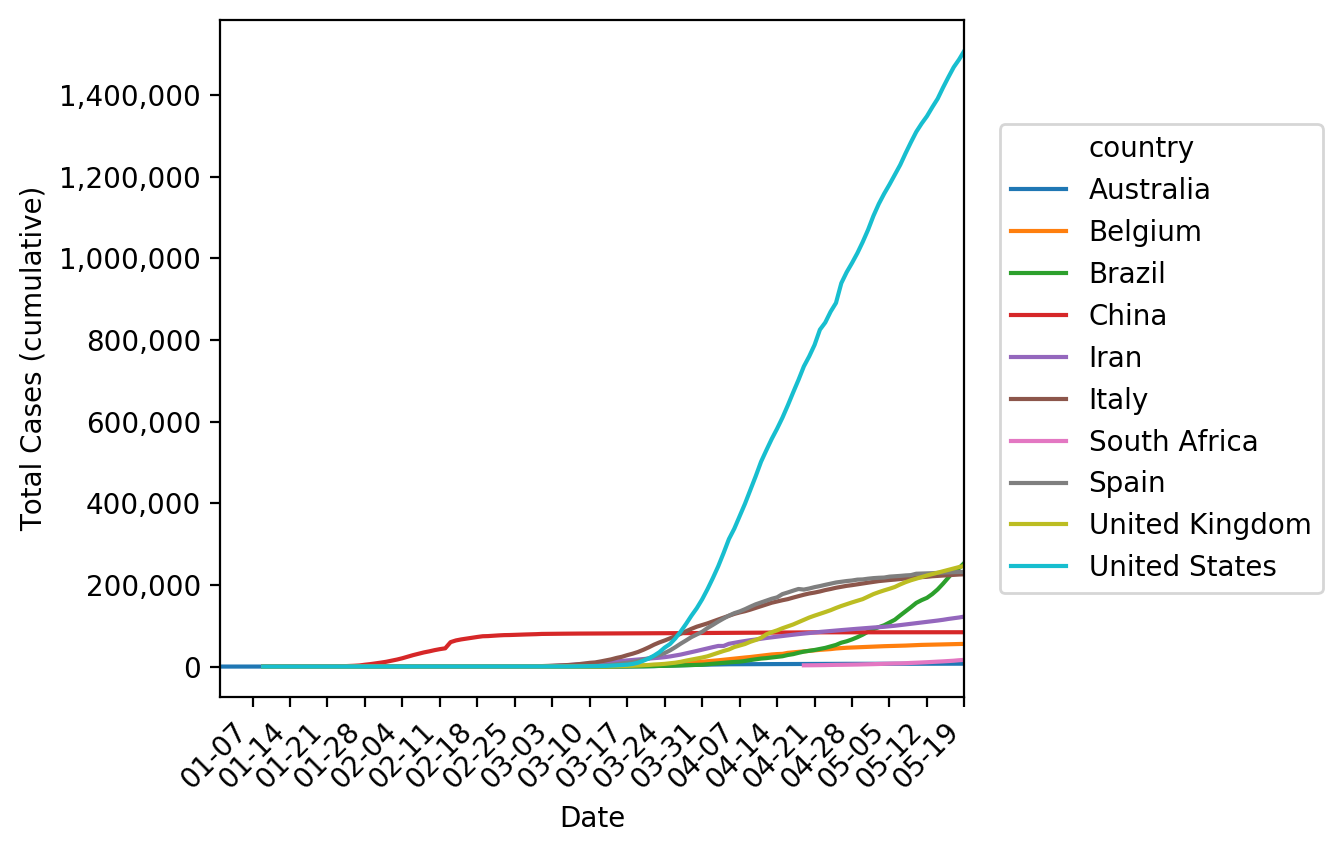 1,400,000
1,200,000
1,000,000
800,000
600,000
400,000
200,000
0
Total Cases (cumulative)
01-07
01-14
01-21
01-28
02-04
02-11
02-18
02-25
03-03
03-10
03-17
03-24
03-31
04-07
04-14
04-21
04-28
05-05
05-12
05-19
Date
country
Australia
Belgium
Brazil
China
Iran
Italy
South Africa
Spain
United Kingdom
United States